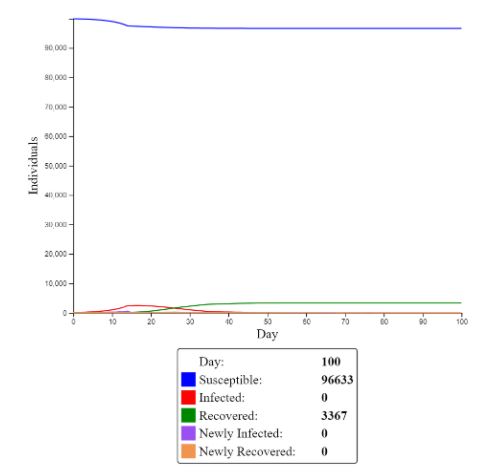 90,000
80,000
70,000
60,000
50,000
40,000
30,000
20,000
10,000
0
Individuals
0 10 20 30 40 50 60 70 80 90 100
Day
Day: 100
Susceptible: 96633
Infected: 0
Recovered: 3367
Newly Infected: 0
Newly Recovered: 0